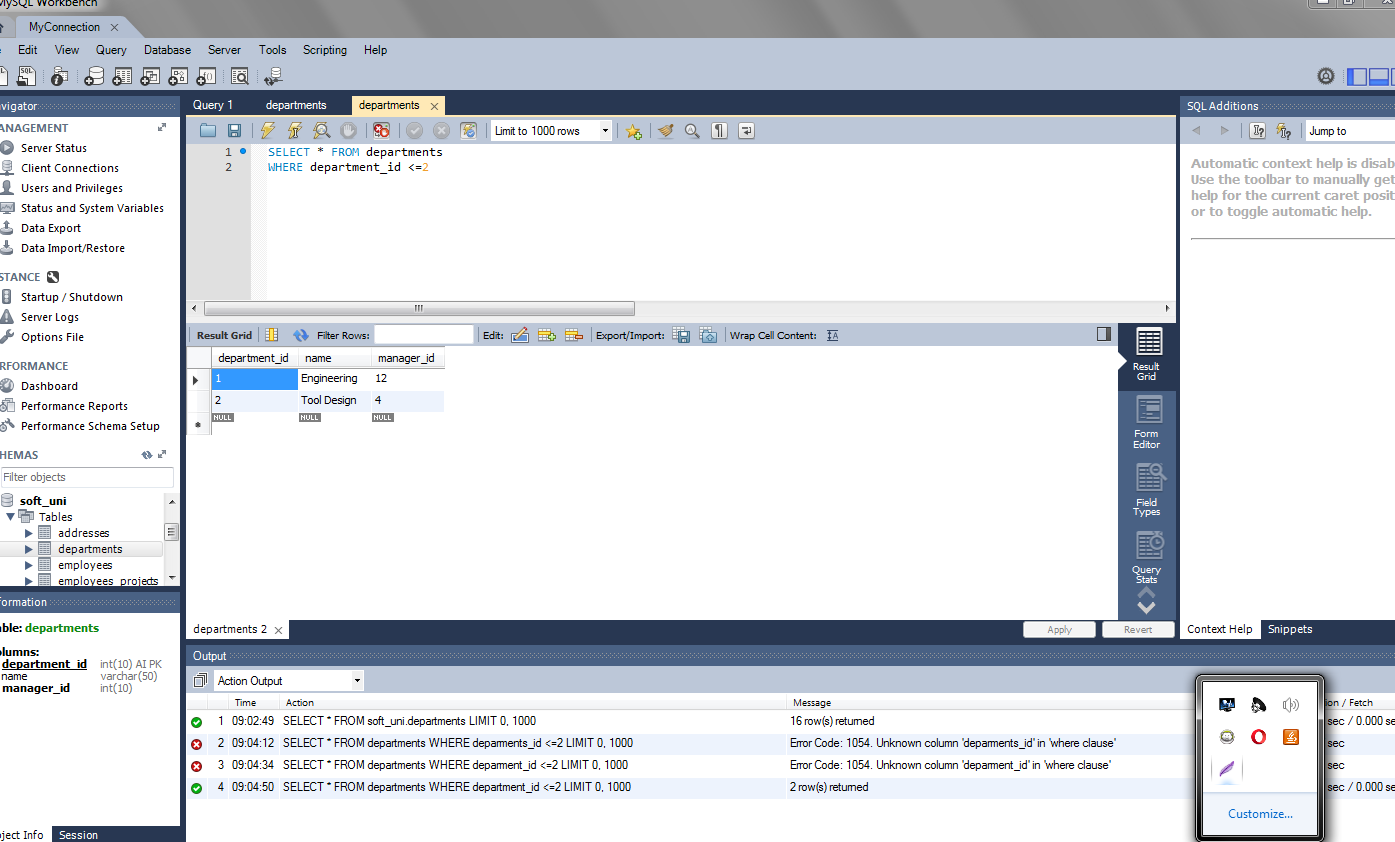 MySQL Workbench
MyConnection
Edit View Query Database Server Tools Scripting Help
vigator
ANAGEMENT
Server Status
Client Connections
Users and Privileges
Status and System Variables
Data Export
Data Import/Restore
STANCE
Startup / Shutdown
Server Logs
Options File
RFORMANCE
Dashboard
Performance Reports
Performance Schema Setup
HEMAS
Filter objects
soft_uni
Tables
addresses
departments
employees
employees_projects
formation
ble: departments
olumns:
department_id int(10) AI PK
name varchar(50)
manager_id int(10)
ject Info Session
Query 1 departments departments
Limit to 1000 rows
1 SELECT * FROM departments
2 WHERE department_id <=2
Result Grid Filter Rows: Edit: Export/Import: Wrap Cell Content:
department_id name manager_id
1 Engineering 12
2 Tool Design 4
NULL NULL NULL
Result Grid
Form Editor
Field Types
Query Stats
departments 2 Apply Revert
SQL Additions
Jump to
Automatic context help is disab
Use the toolbar to manually get
help for the current caret posit
or to toggle automatic help.
Context Help Snippets
Output
Action Output
Time Action Message ion / Fetch
1 09:02:49 SELECT * FROM soft_uni.departments LIMIT 0, 1000 16 row(s) returned sec / 0.000 se
2 09:04:12 SELECT * FROM departments WHERE deparments_id <=2 LIMIT 0, 1000 Error Code: 1054. Unknown column 'deparments_id' in 'where clause' sec
3 09:04:34 SELECT * FROM departments WHERE deparment_id <=2 LIMIT 0, 1000 Error Code: 1054. Unknown column 'deparment_id' in 'where clause' sec
4 09:04:50 SELECT * FROM departments WHERE department_id <=2 LIMIT 0, 1000 2 row(s) returned sec / 0.000 se
Customize...